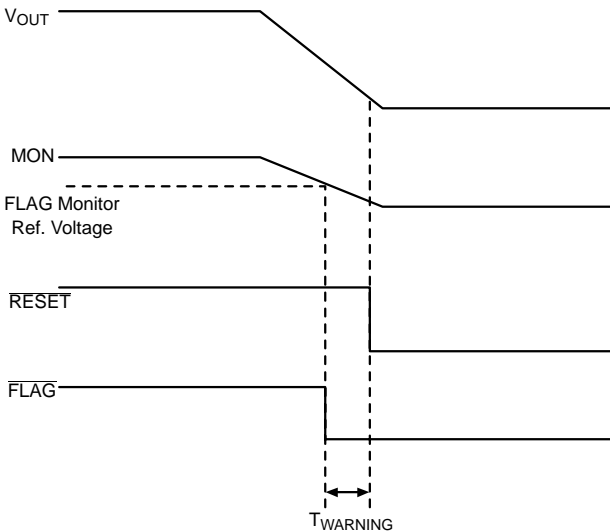 VOUT
MON
FLAG Monitor
Ref. Voltage
RESET
FLAG
TWARNING